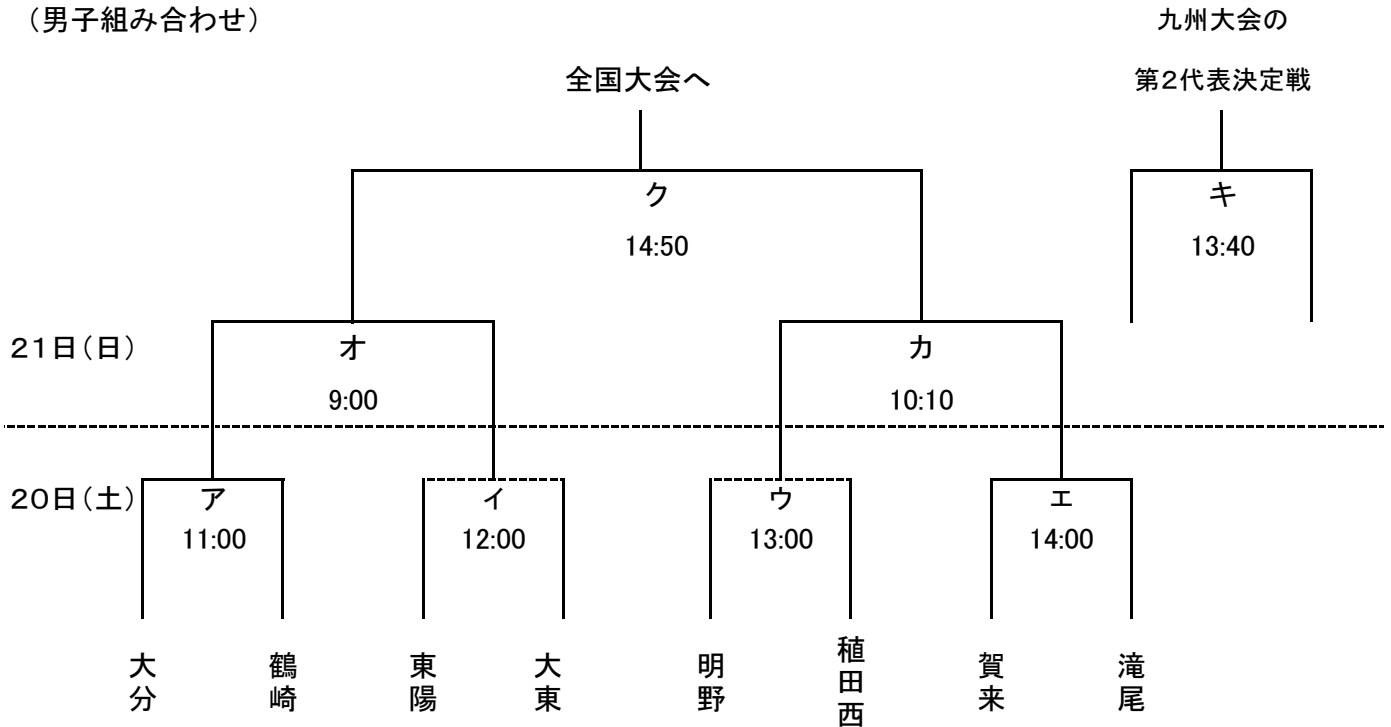 （男子組み合わせ）
九州大会の
全国大会へ
第2代表決定戦
ク
キ
14:50
13:40
21日（日）
オ
カ
9:00
10:10
20日（土）
ア
イ
ウ
エ
11:00
12:00
13:00
14:00
大分
鶴崎
東陽
大東
明野
稙田西
賀来
滝尾